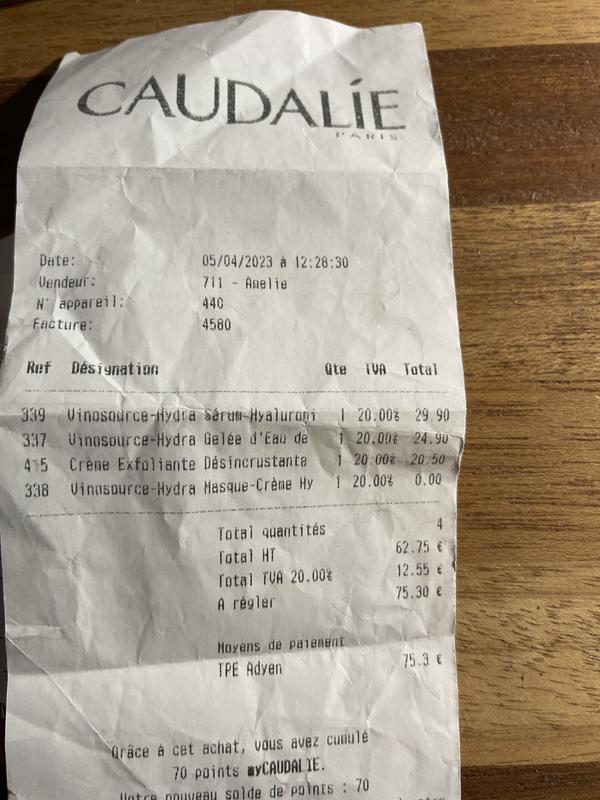 CAUDALÍE
PARIS
Date: 05/04/2023 à 12:28:30
Vendeur: 711 - Amelie
N° appareil: 440
Facture: 4580
Ref Désignation Qte TVA Total
339 Vinosource-Hydra Sérum Hyaluroni 1 20.00% 29.90
337 Vinosource-Hydra Gelée d'Eau de 1 20.00% 24.90
415 Crème Exfoliante Désincrustante 1 20.00% 20.50
338 Vinosource-Hydra Masque-Crème Hy 1 20.00% 0.00
Total quantités 4
Total HT 62.75 €
Total TVA 20.00% 12.55 €
A régler 75.30 €
Moyens de paiement
TPE Adyen 75.3 €
Grâce à cet achat, vous avez cumulé
70 points myCAUDALIE.
Votre nouveau solde de points : 70